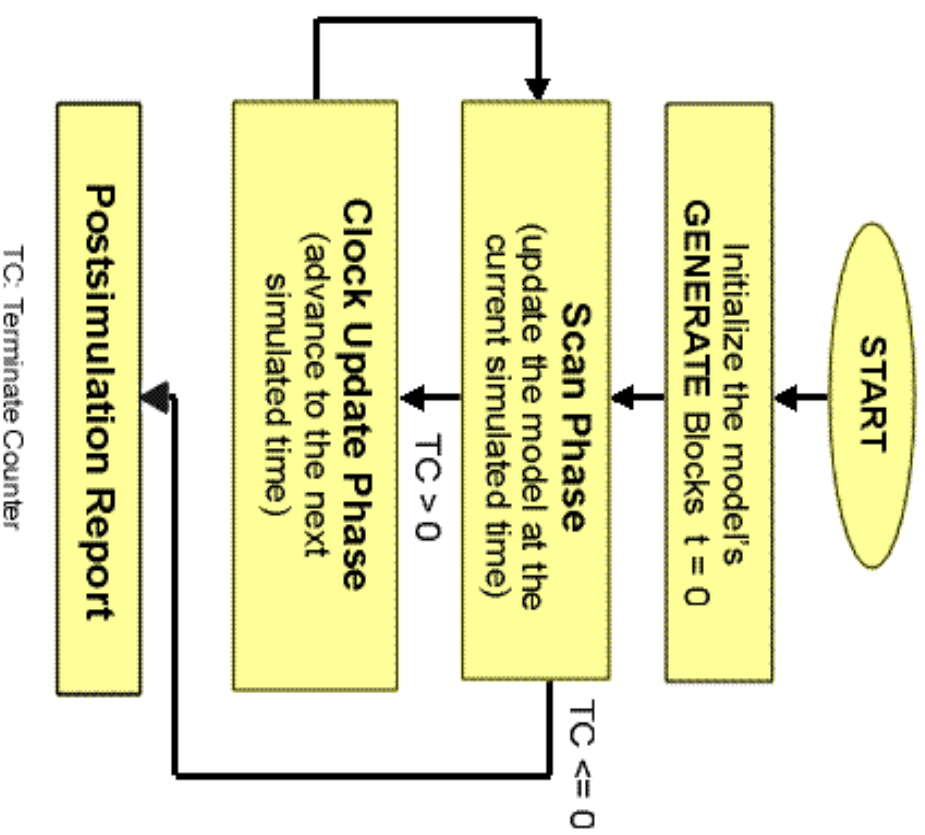 START
Initialize the model's
GENERATE Blocks t = 0
Scan Phase
(update the model at the
current simulated time)
TC <= 0
TC > 0
Clock Update Phase
(advance to the next
simulated time)
Postsimulation Report
TC: Terminate Counter